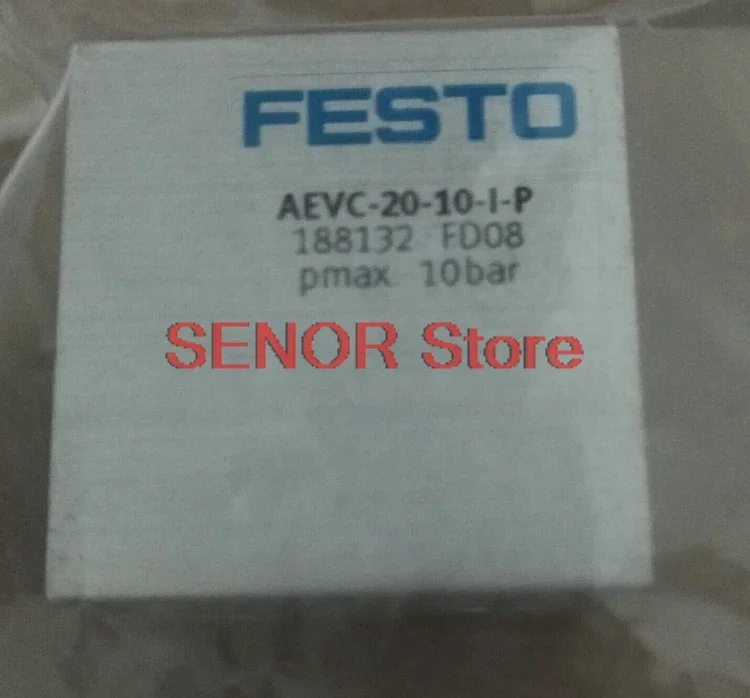 FESTO
AEVC-20-10-I-P
188132 FD08
pmax. 10bar
SENOR Store